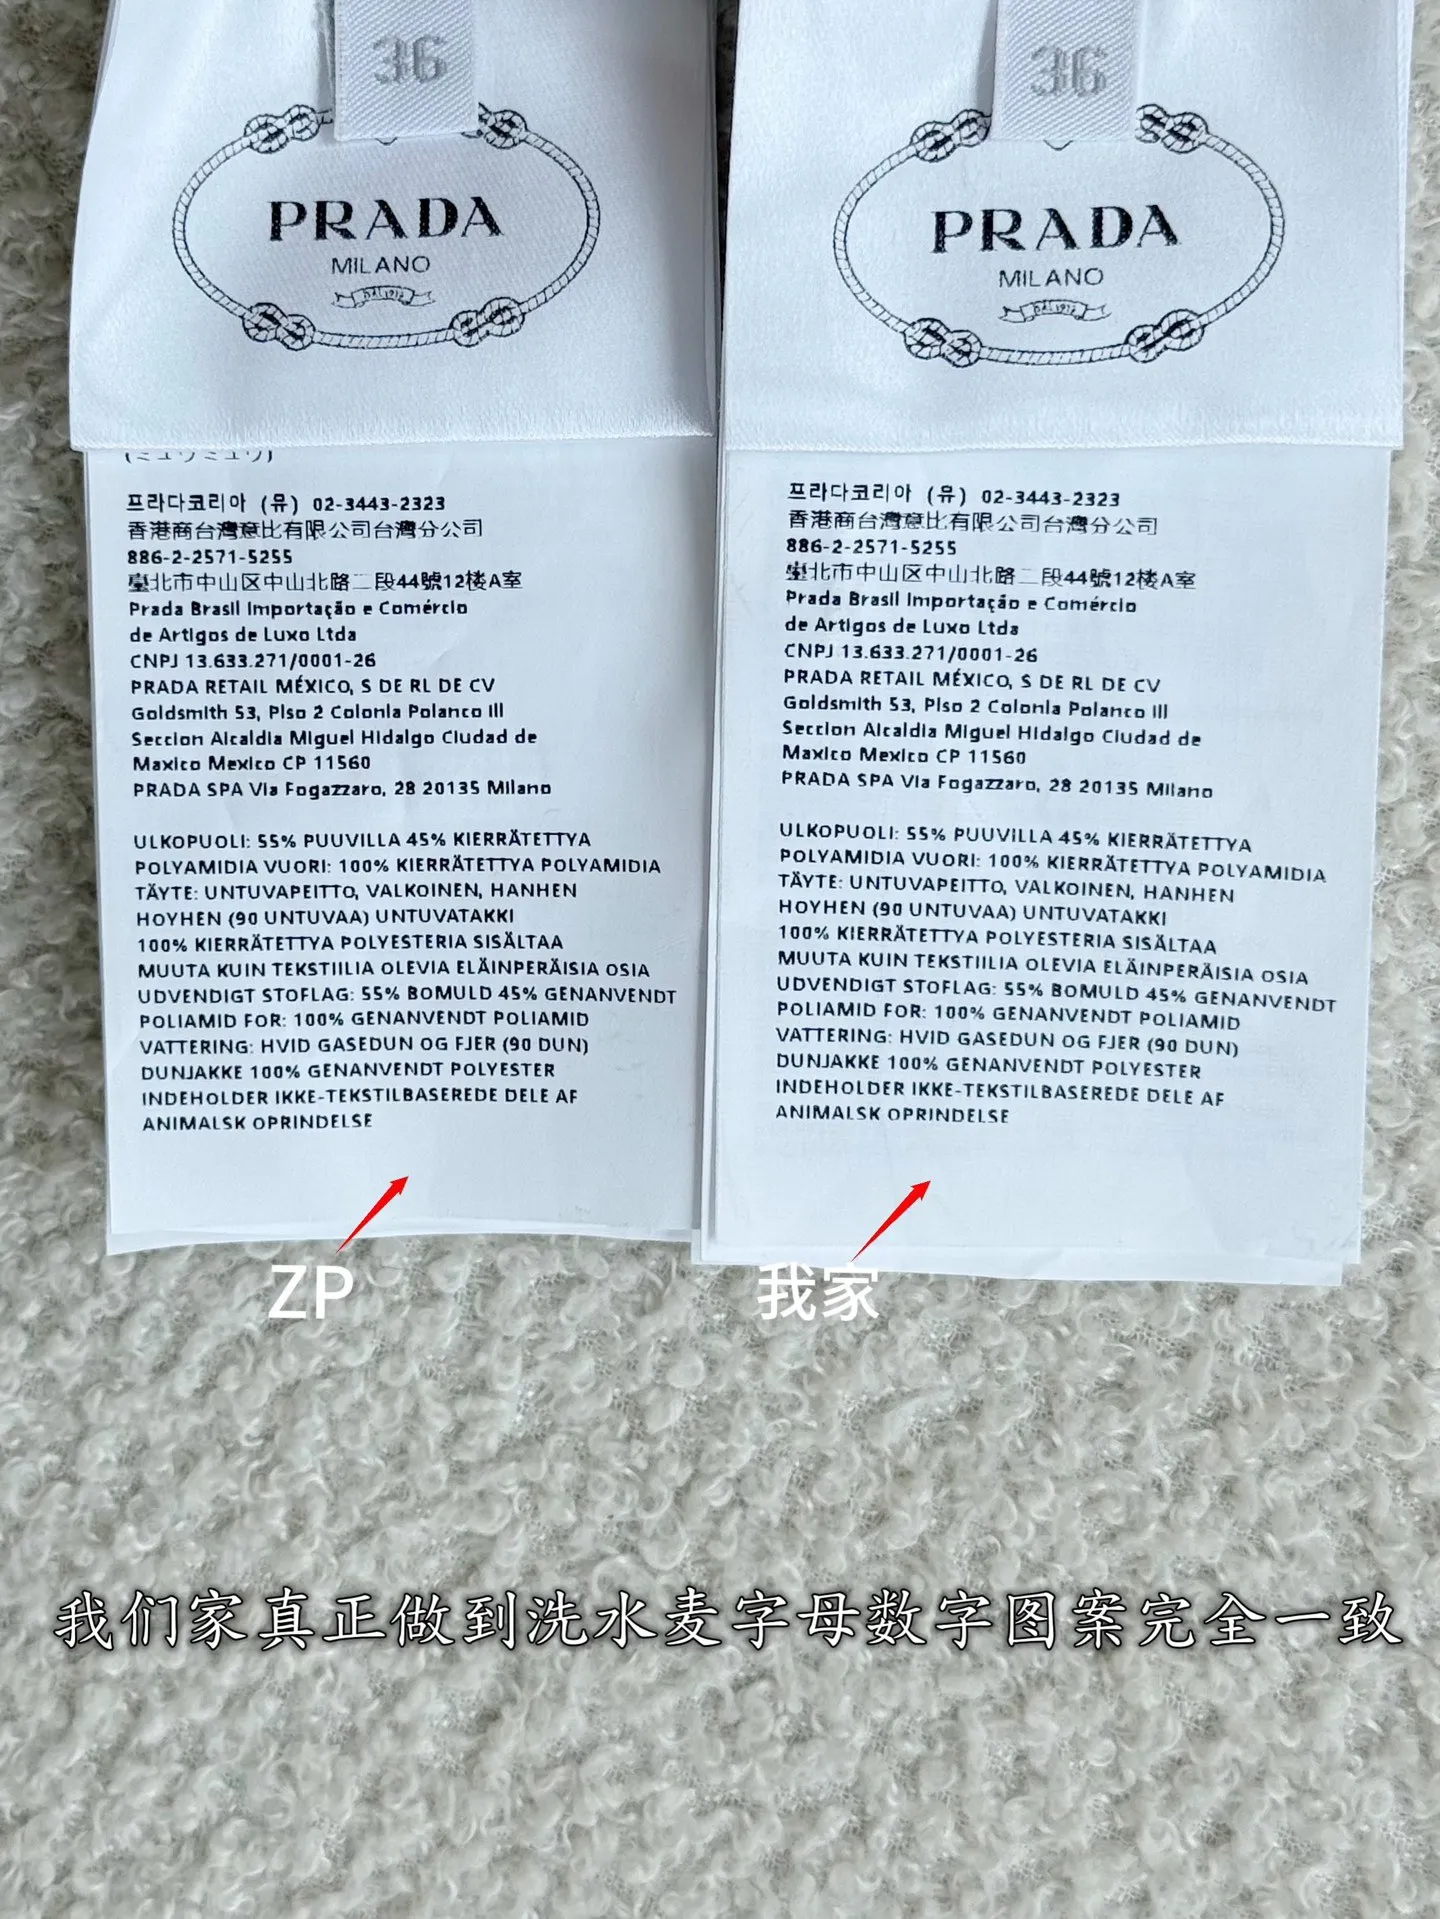 36
PRADA
MILANO
DAL 1913
(ミュウミュウ)
프라다코리아 (유) 02-3443-2323
香港商台灣意比有限公司台灣分公司
886-2-2571-5255
臺北市中山区中山北路二段44號12楼A室
Prada Brasil Importação e Comércio
de Artigos de Luxo Ltda
CNPJ 13.633.271/0001-26
PRADA RETAIL MÉXICO, S DE RL DE CV
Goldsmith 53, Piso 2 Colonia Polanco III
Seccion Alcaldia Miguel Hidalgo Ciudad de
Maxico Mexico CP 11560
PRADA SPA Via Fogazzaro, 28 20135 Milano
ULKOPUOLI: 55% PUUVILLA 45% KIERRÄTETTYA
POLYAMIDIA VUORI: 100% KIERRÄTETTYA POLYAMIDIA
TÄYTE: UNTUVAPEITTO, VALKOINEN, HANHEN
HOYHEN (90 UNTUVAA) UNTUVATAKKI
100% KIERRÄTETTYA POLYESTERIA SISÄLTAA
MUUTA KUIN TEKSTIILIA OLEVIA ELÄINPERÄISIA OSIA
UDVENDIGT STOFLAG: 55% BOMULD 45% GENANVENDT
POLIAMID FOR: 100% GENANVENDT POLIAMID
VATTERING: HVID GASEDUN OG FJER (90 DUN)
DUNJAKKE 100% GENANVENDT POLYESTER
INDEHOLDER IKKE-TEKSTILBASEREDE DELE AF
ANIMALSK OPRINDELSE
ZP
36
PRADA
MILANO
DAL 1913
프라다코리아 (유) 02-3443-2323
香港商台灣意比有限公司台灣分公司
886-2-2571-5255
臺北市中山区中山北路二段44號12楼A室
Prada Brasil Importação e Comércio
de Artigos de Luxo Ltda
CNPJ 13.633.271/0001-26
PRADA RETAIL MÉXICO, S DE RL DE CV
Goldsmith 53, Piso 2 Colonia Polanco III
Seccion Alcaldia Miguel Hidalgo Ciudad de
Maxico Mexico CP 11560
PRADA SPA Via Fogazzaro, 28 20135 Milano
ULKOPUOLI: 55% PUUVILLA 45% KIERRÄTETTYA
POLYAMIDIA VUORI: 100% KIERRÄTETTYA POLYAMIDIA
TÄYTE: UNTUVAPEITTO, VALKOINEN, HANHEN
HOYHEN (90 UNTUVAA) UNTUVATAKKI
100% KIERRÄTETTYA POLYESTERIA SISÄLTAA
MUUTA KUIN TEKSTIILIA OLEVIA ELÄINPERÄISIA OSIA
UDVENDIGT STOFLAG: 55% BOMULD 45% GENANVENDT
POLIAMID FOR: 100% GENANVENDT POLIAMID
VATTERING: HVID GASEDUN OG FJER (90 DUN)
DUNJAKKE 100% GENANVENDT POLYESTER
INDEHOLDER IKKE-TEKSTILBASEREDE DELE AF
ANIMALSK OPRINDELSE
我家
我们家真正做到洗水麦字母数字图案完全一致